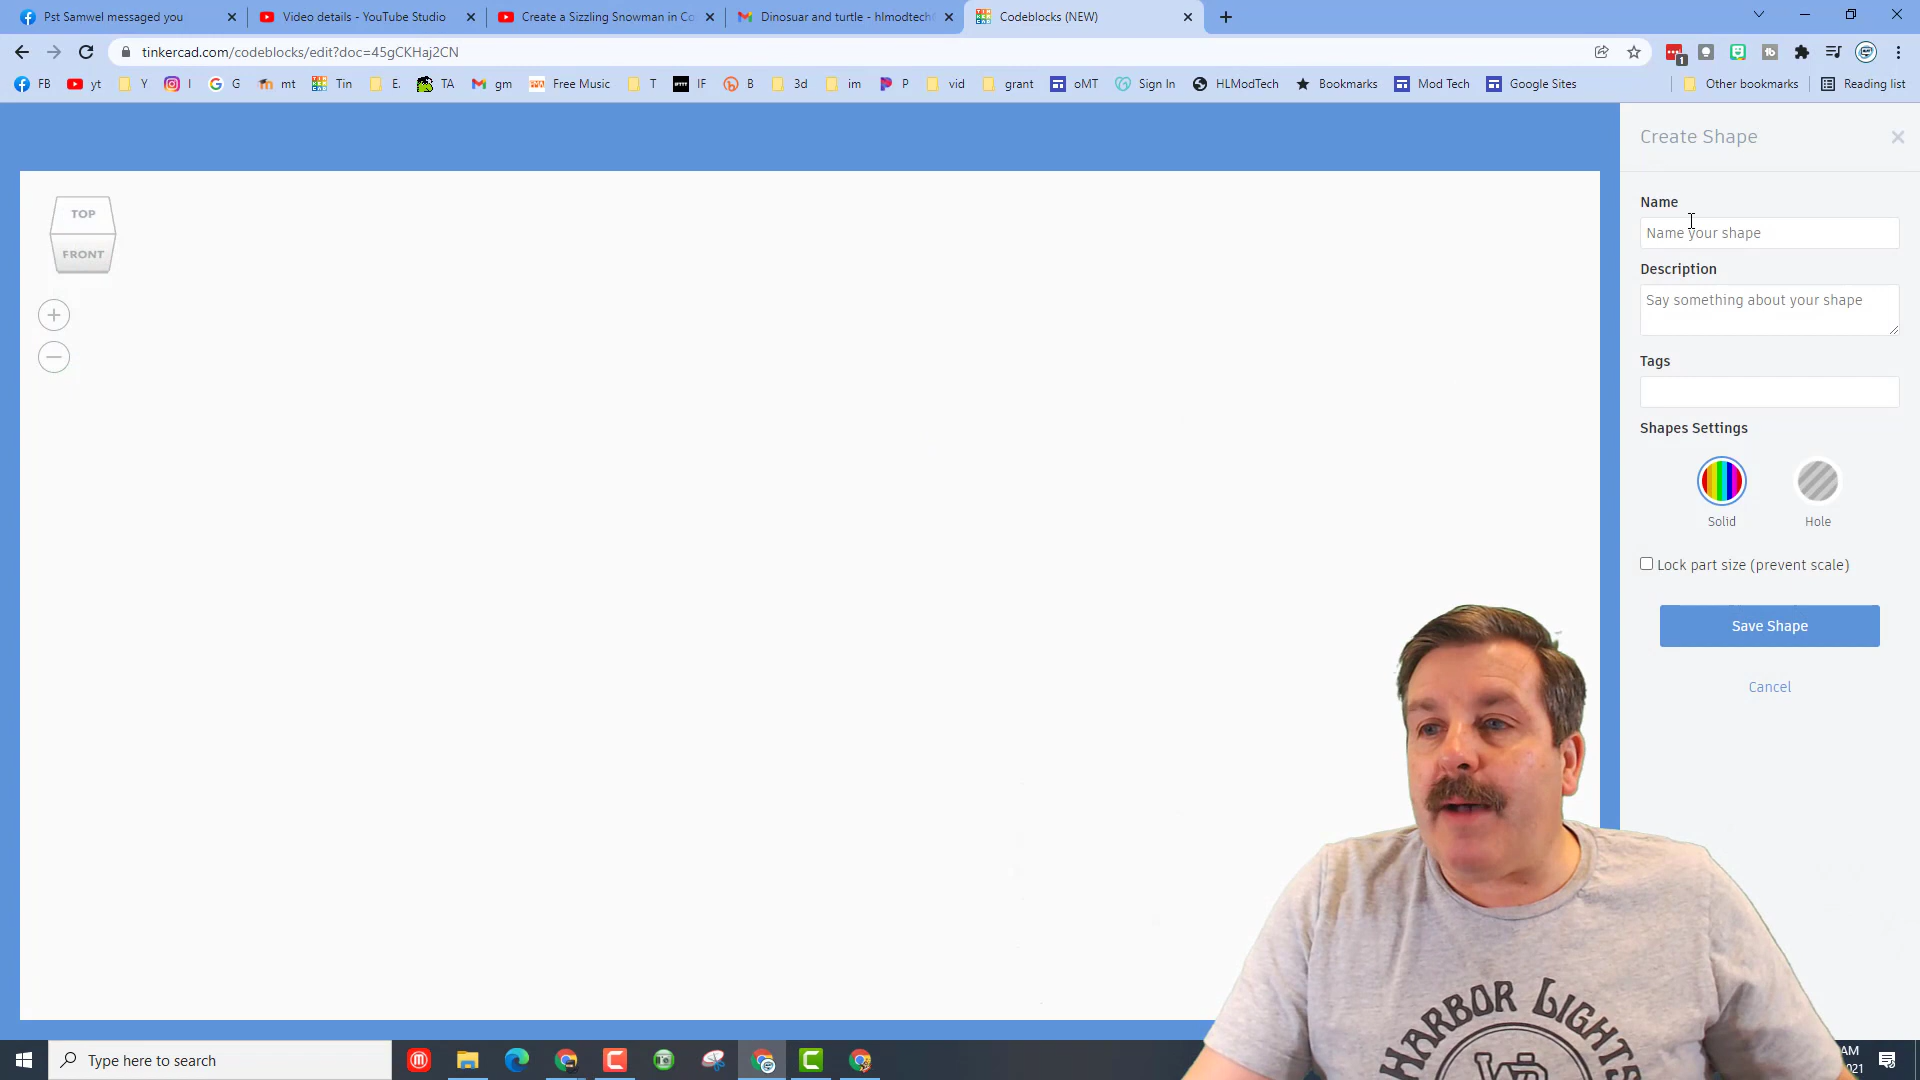 Pst Samwel messaged you
Video details - YouTube Studio
Create a Sizzling Snowman in Co
Dinosuar and turtle - hlmodtech
Codeblocks (NEW)
tinkercad.com/codeblocks/edit?doc=45gCKHaj2CN
1
FB yt Y I G mt Tin E. TA gm Free Music T IF B 3d im P vid grant oMT Sign In HLModTech Bookmarks Mod Tech Google Sites Other bookmarks Reading list
Create Shape
TOP
FRONT
Name
Name your shape
Description
Say something about your shape
Tags
Shapes Settings
Solid Hole
Lock part size (prevent scale)
Save Shape
Cancel
HARBOR LIGHTS
Type here to search
AM
021